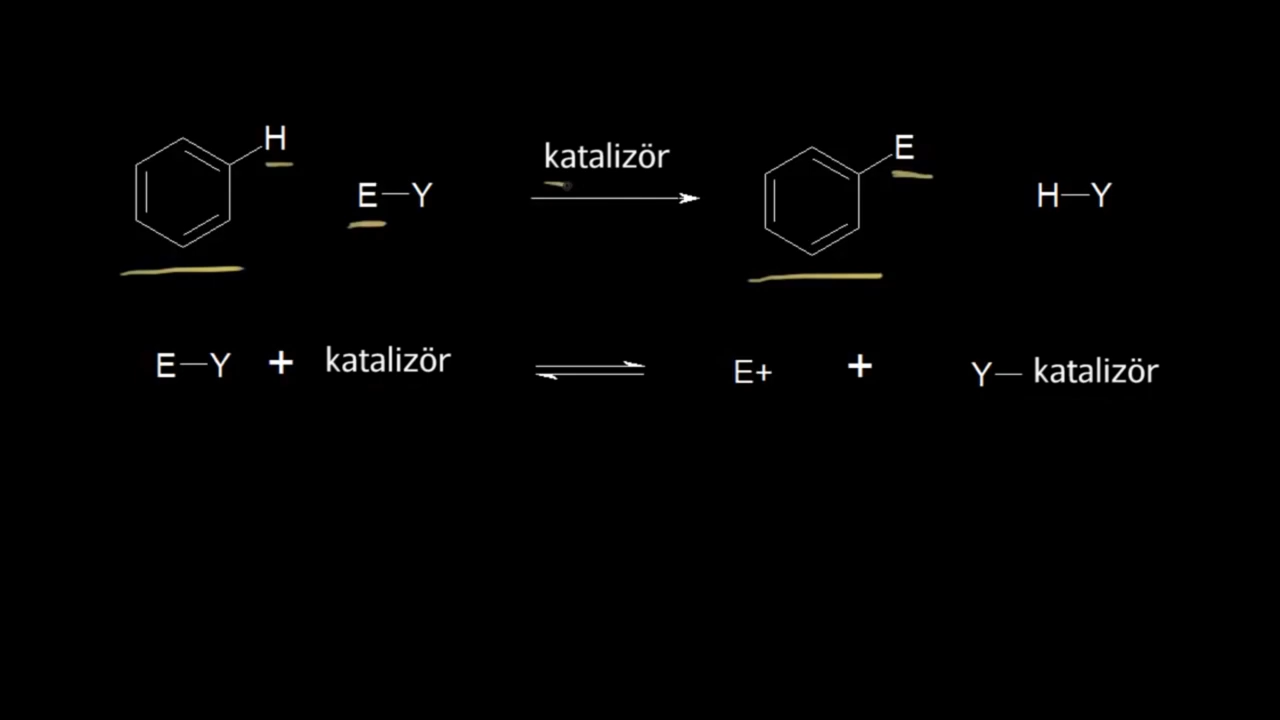 H
E—Y
katalizör
E
H—Y
E—Y + katalizör
E+ + Y— katalizör